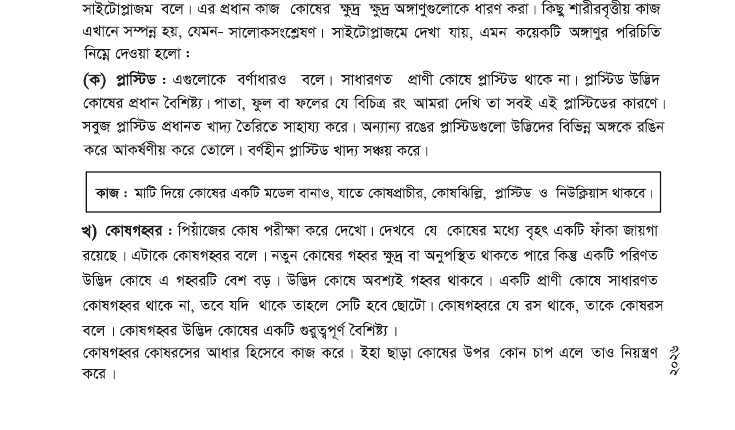 সাইটোপ্লাজম বলে। এর প্রধান কাজ কোষের ক্ষুদ্র ক্ষুদ্র অঙ্গাণুগুলোকে ধারণ করা। কিছু শারীরবৃত্তীয় কাজ
এখানে সম্পন্ন হয়, যেমন- সালোকসংশ্লেষণ। সাইটোপ্লাজমে দেখা যায়, এমন কয়েকটি অঙ্গাণুর পরিচিতি
নিম্নে দেওয়া হলো :
(ক) প্লাস্টিড : এগুলোকে বর্ণাধারও বলে। সাধারণত প্রাণী কোষে প্লাস্টিড থাকে না। প্লাস্টিড উদ্ভিদ
কোষের প্রধান বৈশিষ্ট্য। পাতা, ফুল বা ফলের যে বিচিত্র রং আমরা দেখি তা সবই এই প্লাস্টিডের কারণে।
সবুজ প্লাস্টিড প্রধানত খাদ্য তৈরিতে সাহায্য করে। অন্যান্য রঙের প্লাস্টিডগুলো উদ্ভিদের বিভিন্ন অঙ্গকে রঙিন
করে আকর্ষণীয় করে তোলে। বর্ণহীন প্লাস্টিড খাদ্য সঞ্চয় করে।
কাজ : মাটি দিয়ে কোষের একটি মডেল বানাও, যাতে কোষপ্রাচীর, কোষঝিল্লি, প্লাস্টিড ও নিউক্লিয়াস থাকবে।
খ) কোষগহ্বর : পিয়াঁজের কোষ পরীক্ষা করে দেখো। দেখবে যে কোষের মধ্যে বৃহৎ একটি ফাঁকা জায়গা
রয়েছে। এটাকে কোষগহ্বর বলে। নতুন কোষের গহ্বর ক্ষুদ্র বা অনুপস্থিত থাকতে পারে কিন্তু একটি পরিণত
উদ্ভিদ কোষে এ গহ্বরটি বেশ বড়। উদ্ভিদ কোষে অবশ্যই গহ্বর থাকবে। একটি প্রাণী কোষে সাধারণত
কোষগহ্বর থাকে না, তবে যদি থাকে তাহলে সেটি হবে ছোটো। কোষগহ্বরে যে রস থাকে, তাকে কোষরস
বলে। কোষগহ্বর উদ্ভিদ কোষের একটি গুরুত্বপূর্ণ বৈশিষ্ট্য।
কোষগহ্বর কোষরসের আধার হিসেবে কাজ করে। ইহা ছাড়া কোষের উপর কোন চাপ এলে তাও নিয়ন্ত্রণ
করে।
২০২৬